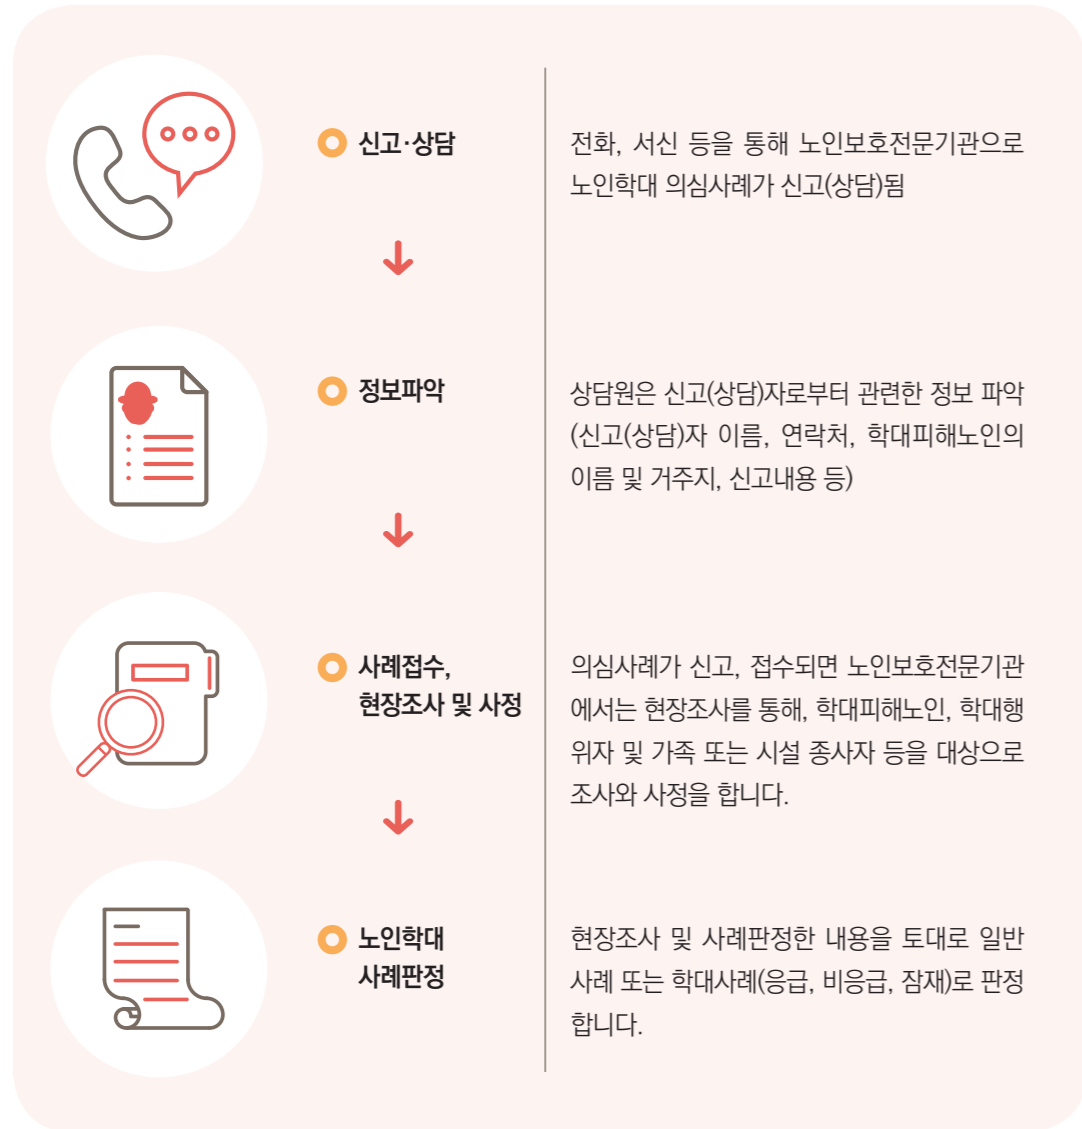 신고·상담
전화, 서신 등을 통해 노인보호전문기관으로
노인학대 의심사례가 신고(상담)됨
정보파악
상담원은 신고(상담)자로부터 관련한 정보 파악
(신고(상담)자 이름, 연락처, 학대피해노인의
이름 및 거주지, 신고내용 등)
사례접수,
현장조사 및 사정
의심사례가 신고, 접수되면 노인보호전문기관
에서는 현장조사를 통해, 학대피해노인, 학대행
위자 및 가족 또는 시설 종사자 등을 대상으로
조사와 사정을 합니다.
노인학대
사례판정
현장조사 및 사례판정한 내용을 토대로 일반
사례 또는 학대사례(응급, 비응급, 잠재)로 판정
합니다.